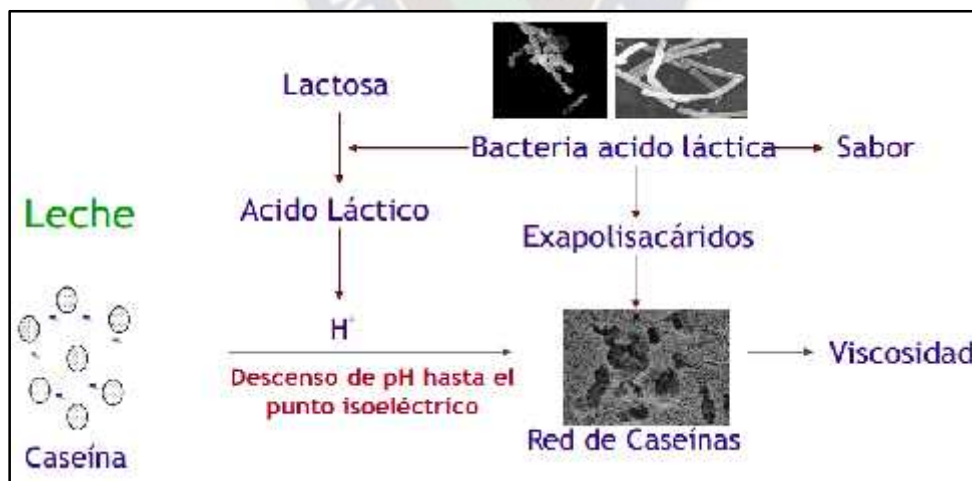 Lactosa
Bacteria acido láctica
Sabor
Leche
Acido Láctico
Exapolisacáridos
H⁺
Descenso de pH hasta el
punto isoeléctrico
Viscosidad
Red de Caseínas
Caseína